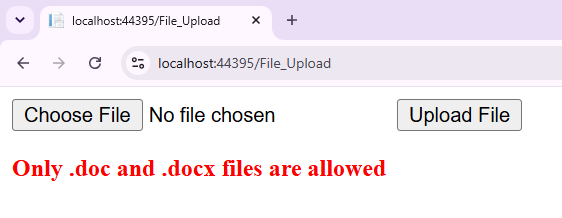 localhost:44395/File_Upload
localhost:44395/File_Upload
Choose File No file chosen Upload File
Only .doc and .docx files are allowed